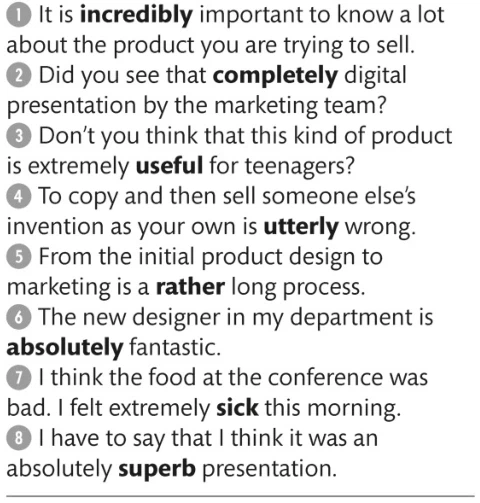 1 It is incredibly important to know a lot
about the product you are trying to sell.
2 Did you see that completely digital
presentation by the marketing team?
3 Don’t you think that this kind of product
is extremely useful for teenagers?
4 To copy and then sell someone else’s
invention as your own is utterly wrong.
5 From the initial product design to
marketing is a rather long process.
6 The new designer in my department is
absolutely fantastic.
7 I think the food at the conference was
bad. I felt extremely sick this morning.
8 I have to say that I think it was an
absolutely superb presentation.